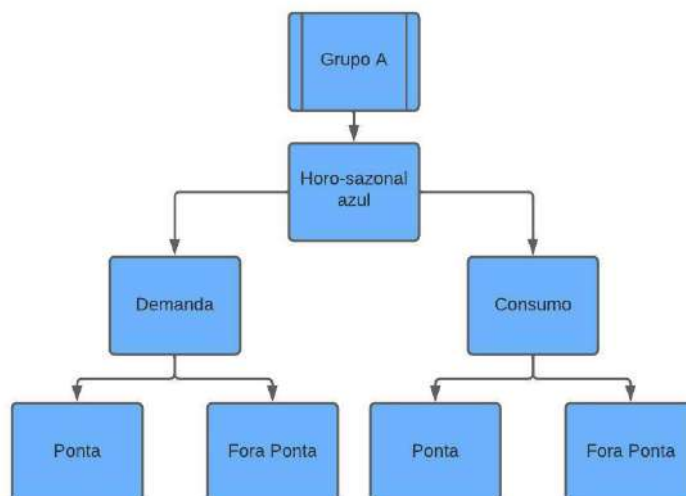 Grupo A
Horo-sazonal
azul
Demanda
Consumo
Ponta
Fora Ponta
Ponta
Fora Ponta